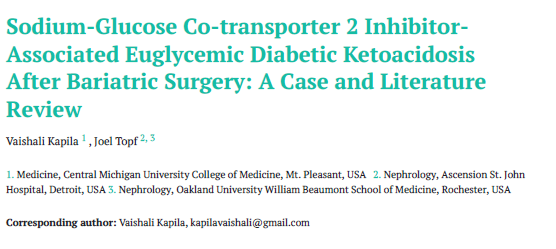 Sodium-Glucose Co-transporter 2 Inhibitor-
Associated Euglycemic Diabetic Ketoacidosis
After Bariatric Surgery: A Case and Literature
Review
Vaishali Kapila 1 , Joel Topf 2, 3
1. Medicine, Central Michigan University College of Medicine, Mt. Pleasant, USA 2. Nephrology, Ascension St. John
Hospital, Detroit, USA 3. Nephrology, Oakland University William Beaumont School of Medicine, Rochester, USA
Corresponding author: Vaishali Kapila, kapilavaishali@gmail.com